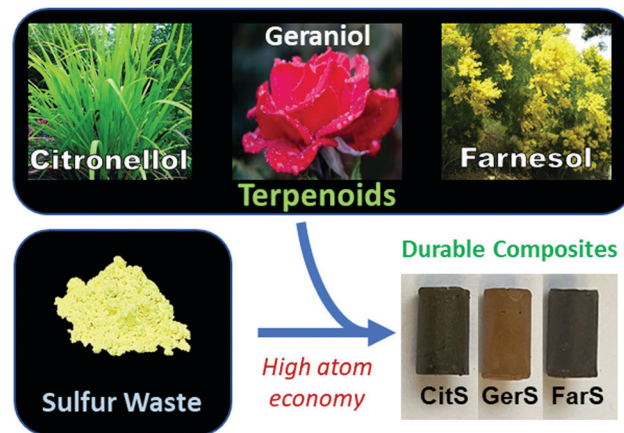 Citronellol
Geraniol
Farnesol
Terpenoids
Sulfur Waste
High atom
economy
Durable Composites
CitS GerS FarS